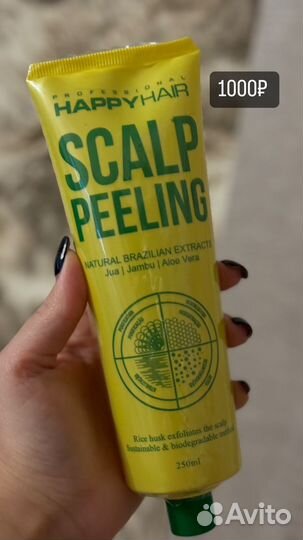 1000₽
PROFESSIONAL
HAPPYHAIR
SCALP
PEELING
NATURAL BRAZILIAN EXTRACTS
Jua | Jambu | Aloe Vera
Rice husk exfoliates the scalp
Sustainable & biodegradable method
250ml
Avito